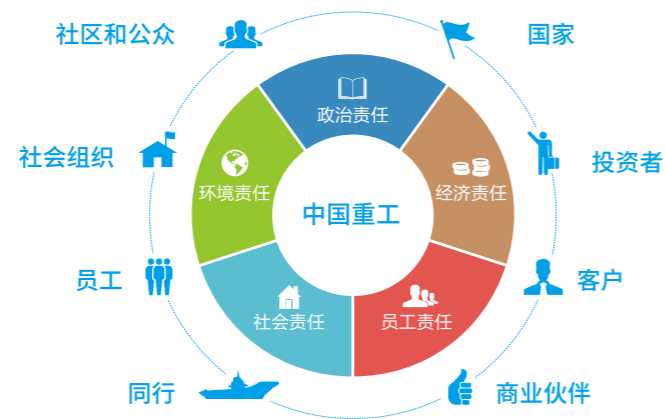 社区和公众
国家
政治责任
社会组织
投资者
环境责任
经济责任
中国重工
员工
客户
社会责任
员工责任
同行
商业伙伴